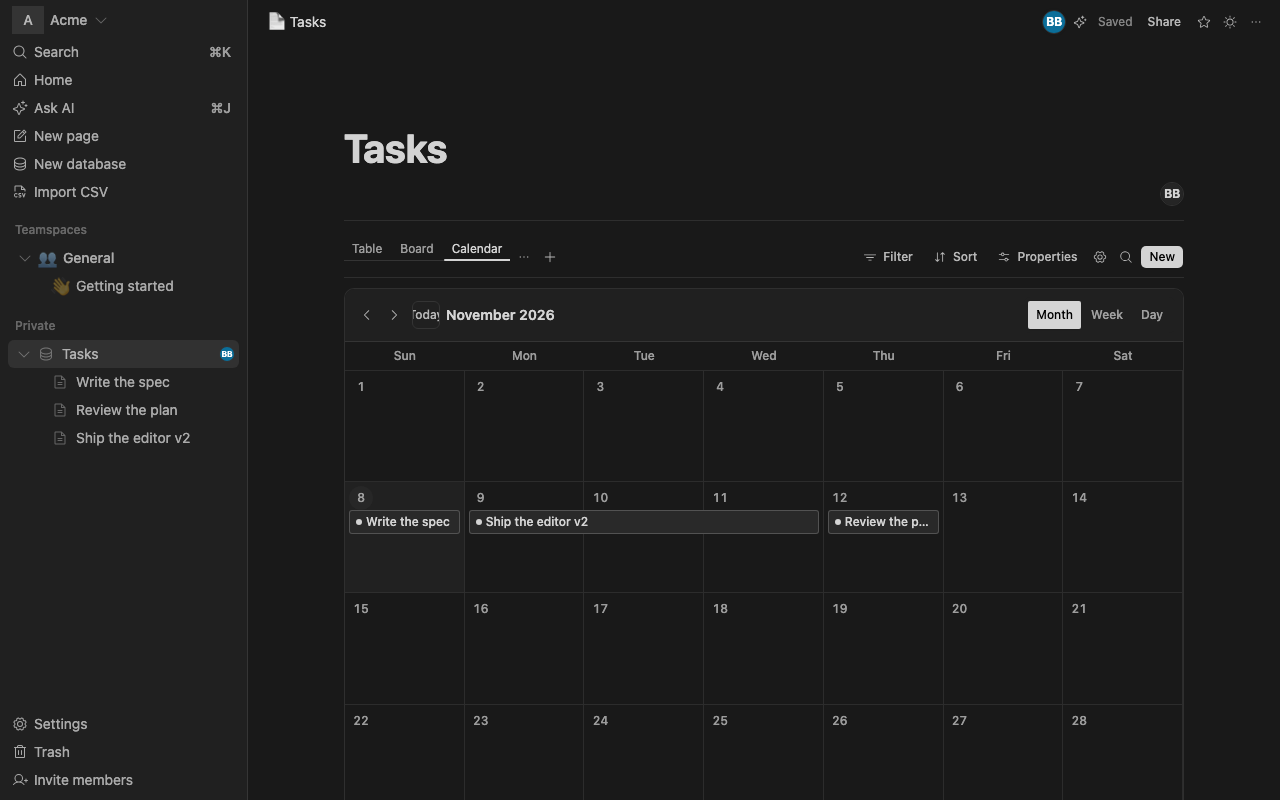 A Acme
Search ⌘K
Home
Ask AI ⌘J
New page
New database
CSV Import CSV
Teamspaces
General
Getting started
Private
Tasks BB
Write the spec
Review the plan
Ship the editor v2
Settings
Trash
Invite members
Tasks
BB Saved Share
Tasks
BB
Table Board Calendar
Filter Sort Properties New
Today November 2026
Month Week Day
Sun Mon Tue Wed Thu Fri Sat
1 2 3 4 5 6 7
8 9 10 11 12 13 14
Write the spec Ship the editor v2 Review the p...
15 16 17 18 19 20 21
22 23 24 25 26 27 28